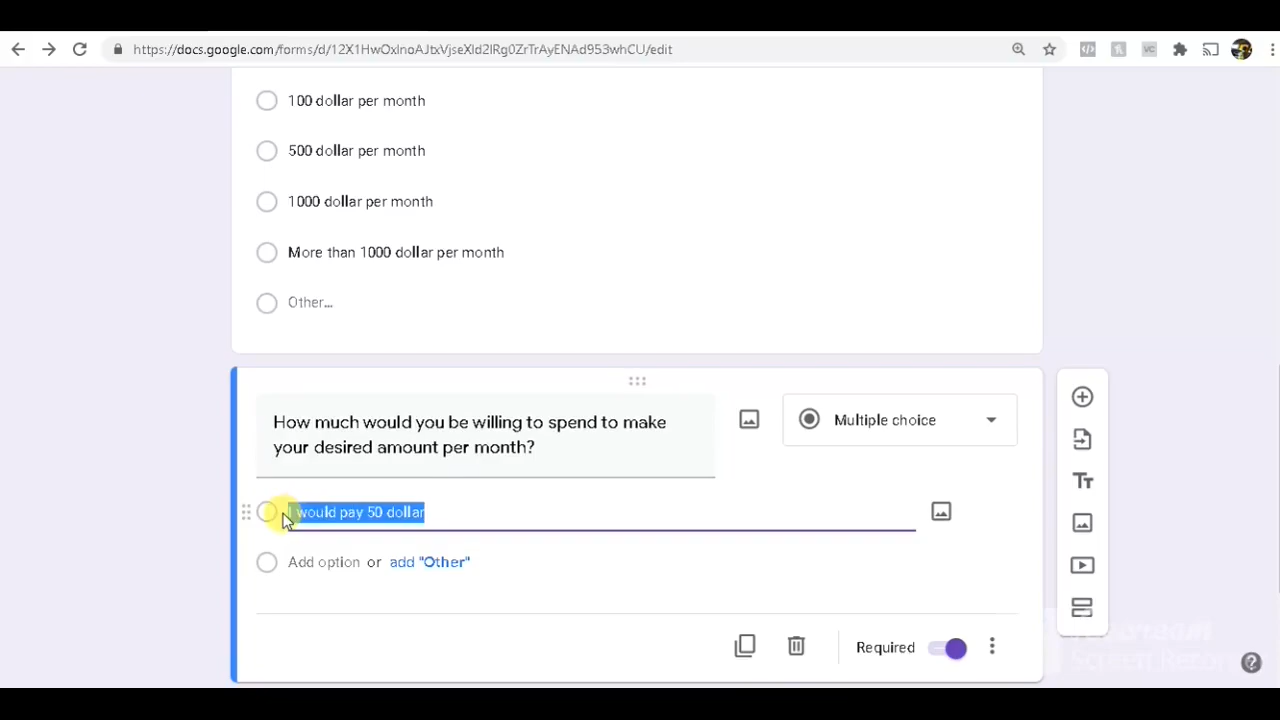 https://docs.google.com/forms/d/12X1HwOxlnoAJtxVjseXld2lRg0ZrTrAyENAd953whCU/edit
100 dollar per month
500 dollar per month
1000 dollar per month
More than 1000 dollar per month
Other...
How much would you be willing to spend to make
your desired amount per month?
Multiple choice
I would pay 50 dollar
Add option or add "Other"
Required